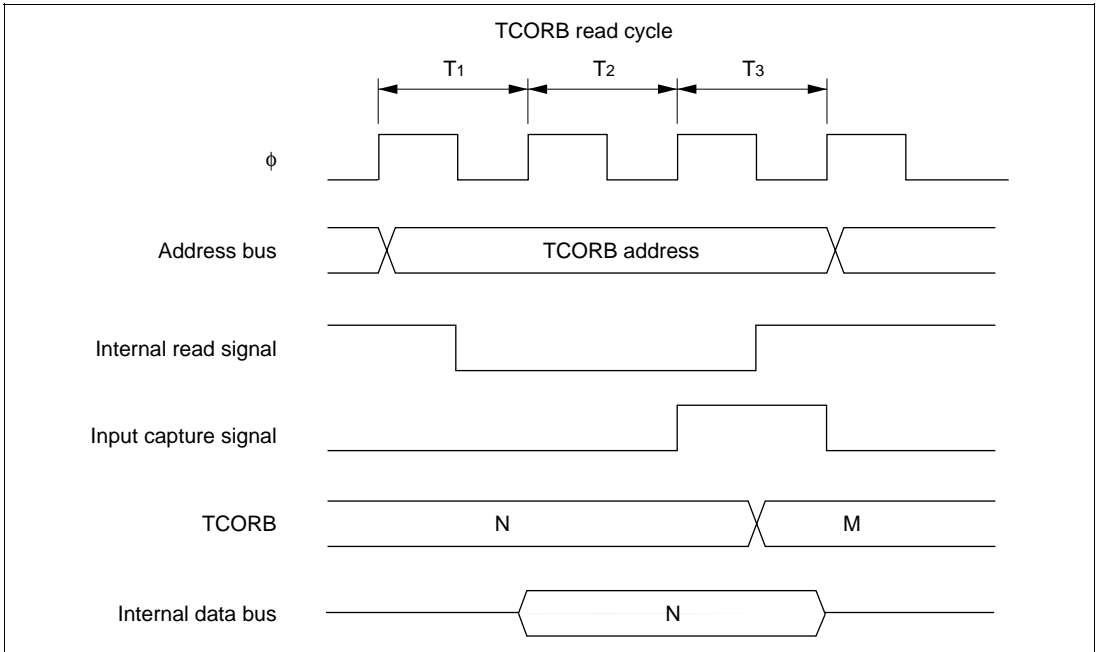 TCORB read cycle
T1 T2 T3
ϕ
Address bus TCORB address
Internal read signal
Input capture signal
TCORB N M
Internal data bus N